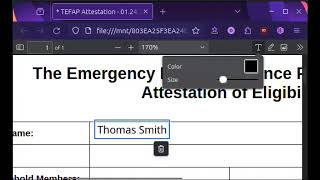 * TEFAP Attestation - 01.24
file:///mnt/803EA25F3EA24
1 of 1
170%
Color
Size
The Emergency
ence
Attestation of Eligibi
ame:
Thomas Smith
hold Members: